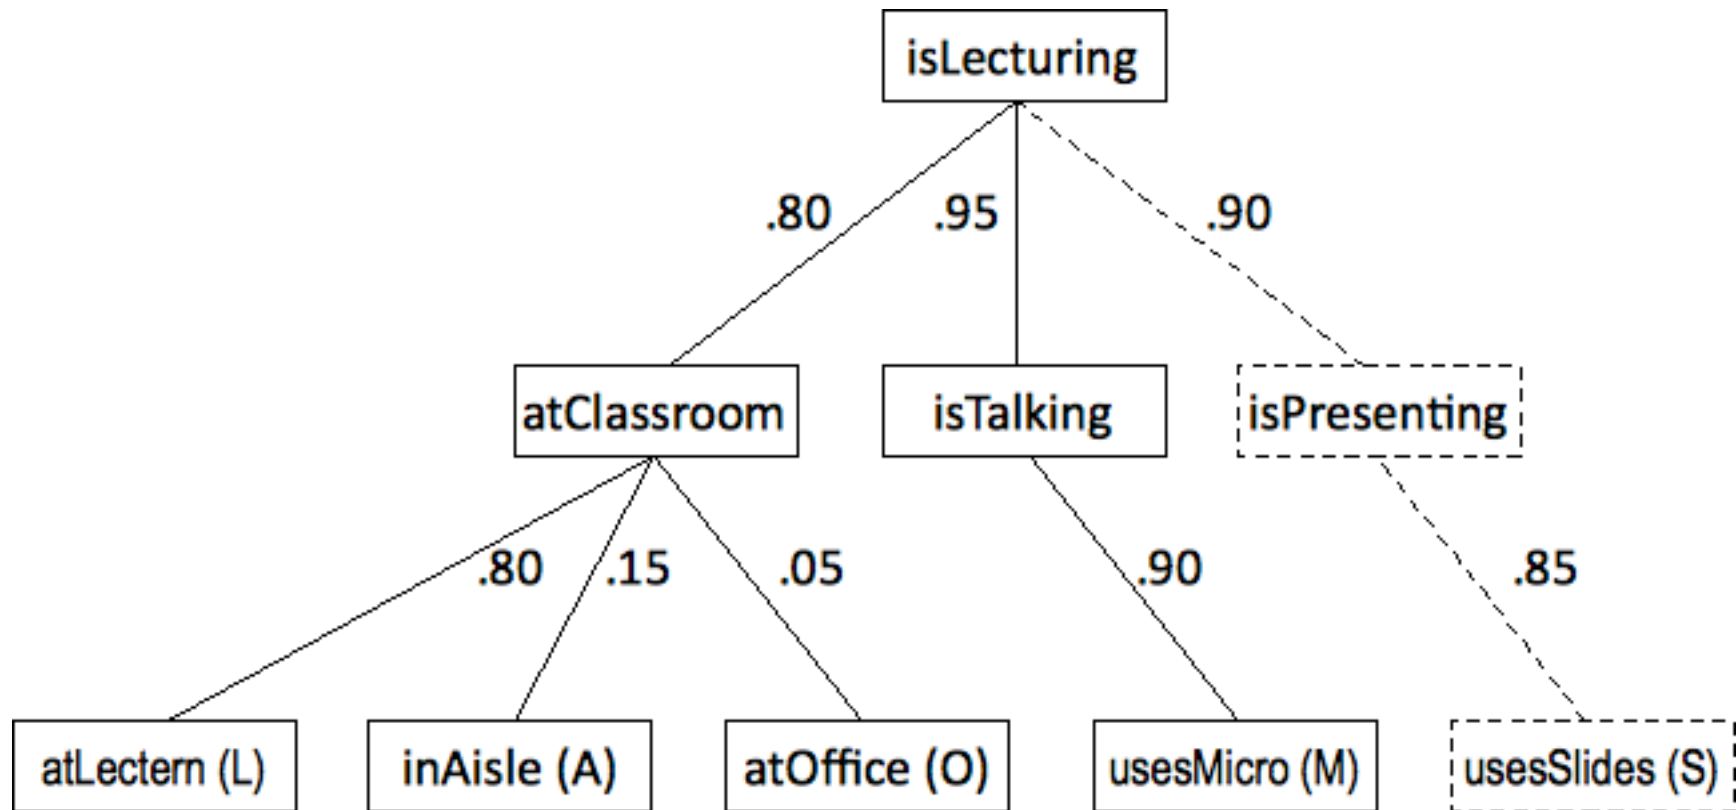 isLecturing
.80 .95 .90
atClassroom isTalking isPresenting
.80 .15 .05 .90 .85
atLectern (L) inAisle (A) atOffice (O) usesMicro (M) usesSlides (S)